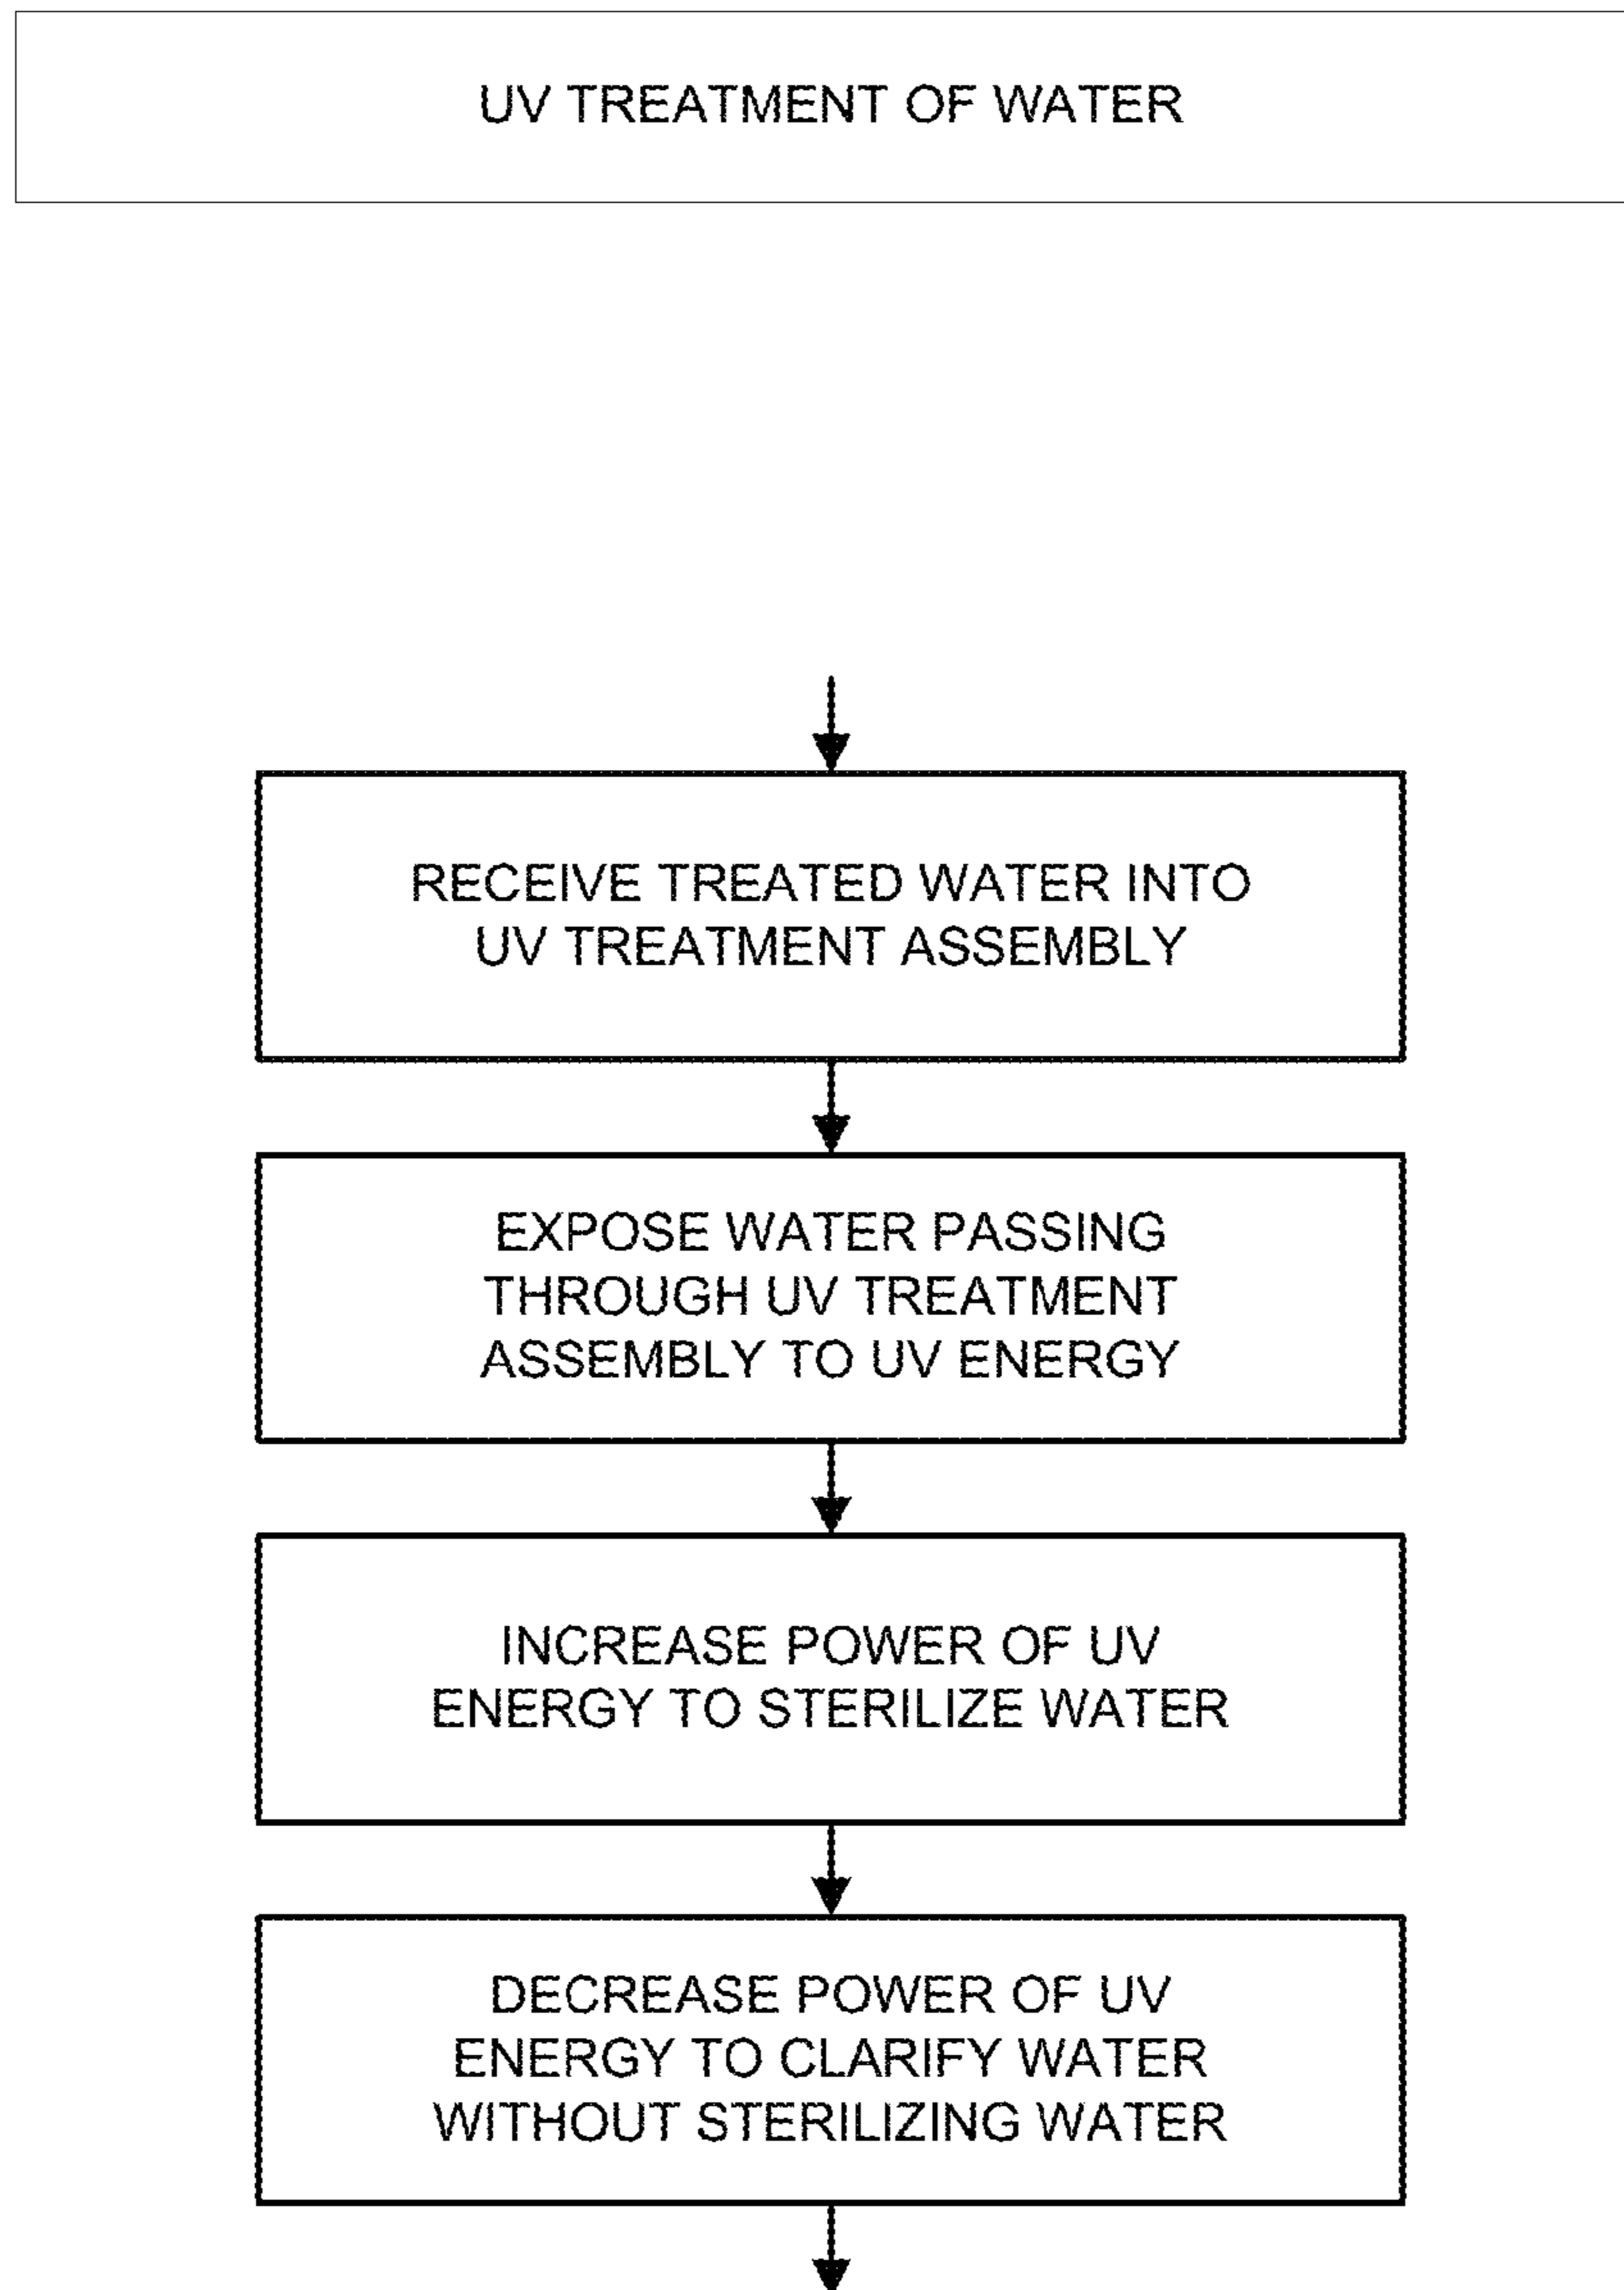 UV TREATMENT OF WATER
RECEIVE TREATED WATER INTO
UV TREATMENT ASSEMBLY
EXPOSE WATER PASSING
THROUGH UV TREATMENT
ASSEMBLY TO UV ENERGY
INCREASE POWER OF UV
ENERGY TO STERILIZE WATER
DECREASE POWER OF UV
ENERGY TO CLARIFY WATER
WITHOUT STERILIZING WATER